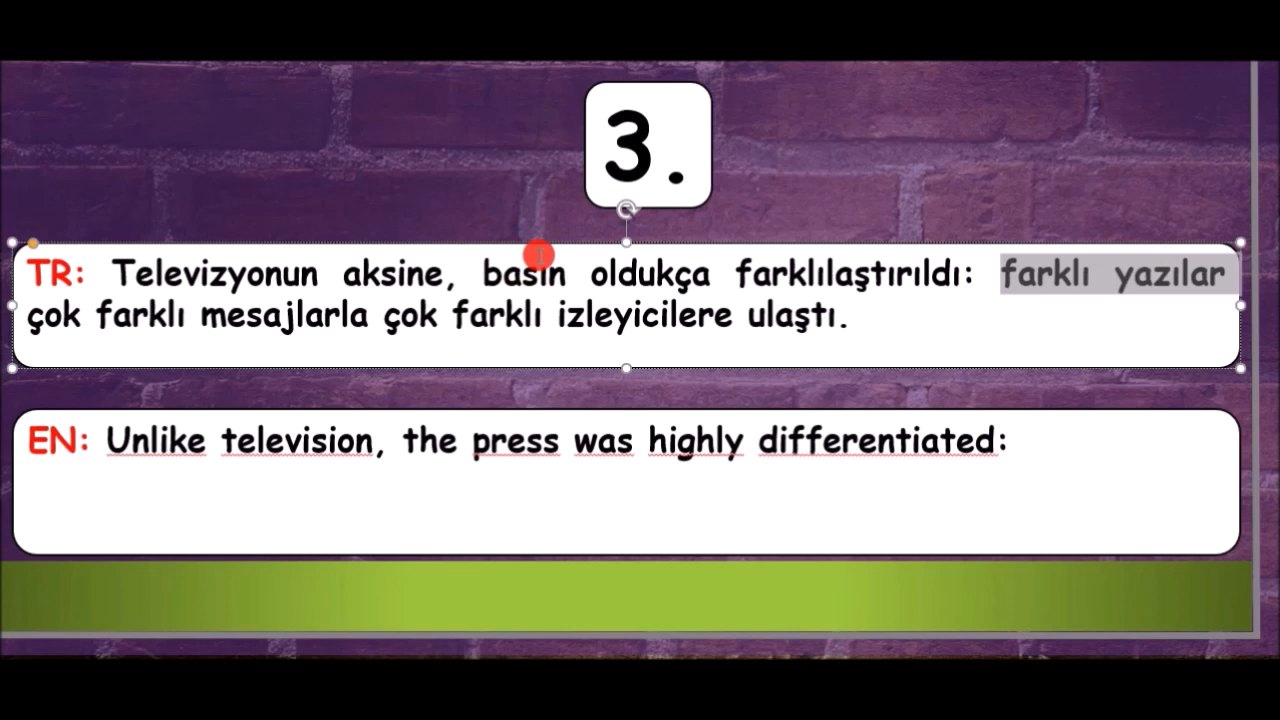 3.
TR: Televizyonun aksine, basın oldukça farklılaştırıldı: farklı yazılar
çok farklı mesajlarla çok farklı izleyicilere ulaştı.
EN: Unlike television, the press was highly differentiated: